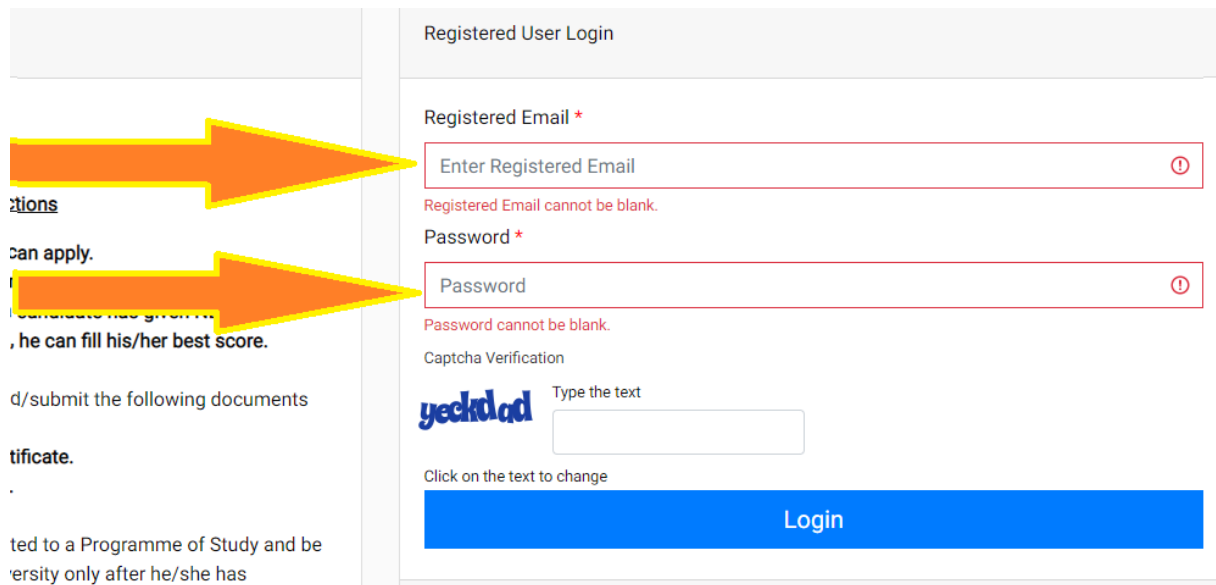 ctions
can apply.
, he can fill his/her best score.
d/submit the following documents
tificate.
.
ted to a Programme of Study and be
versity only after he/she has
Registered User Login
Registered Email *
Enter Registered Email
Registered Email cannot be blank.
Password *
Password
Password cannot be blank.
Captcha Verification
yeckdad
Type the text
Click on the text to change
Login